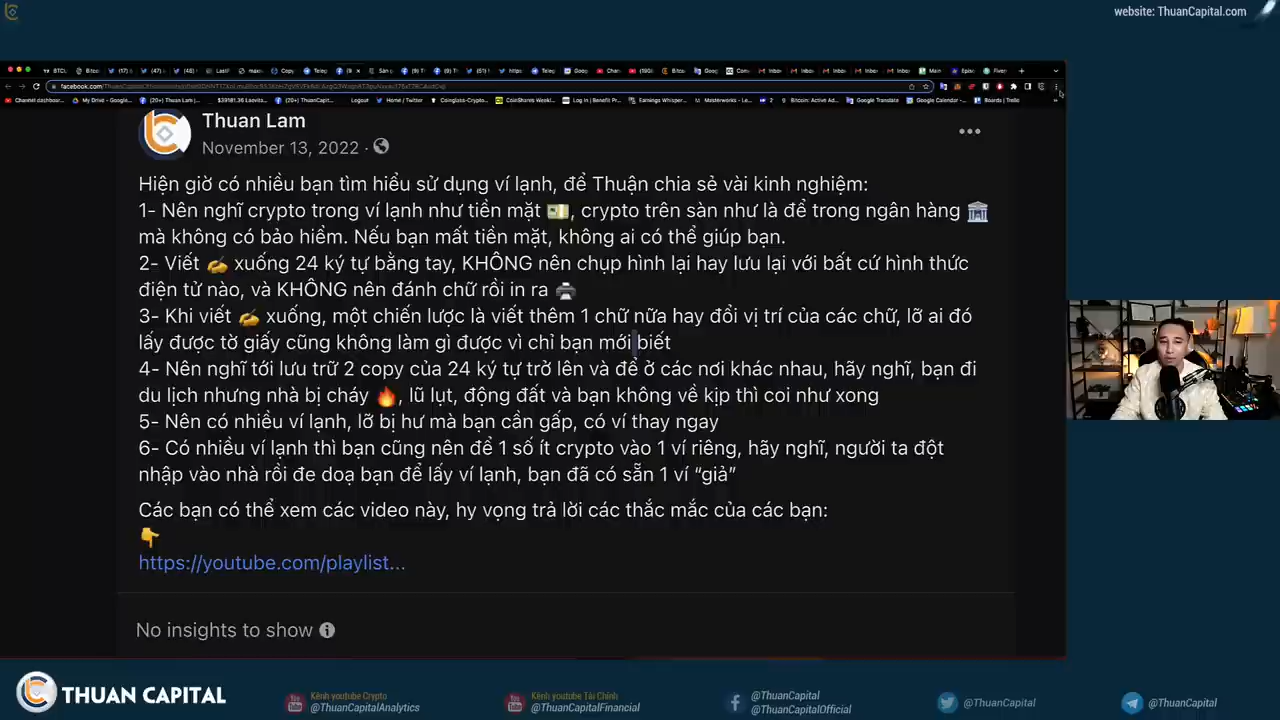 website: ThuanCapital.com
Thuan Lam
November 13, 2022 ·
Hiện giờ có nhiều bạn tìm hiểu sử dụng ví lạnh, để Thuận chia sẻ vài kinh nghiệm:
1- Nên nghĩ crypto trong ví lạnh như tiền mặt 💵, crypto trên sàn như là để trong ngân hàng 🏛️
mà không có bảo hiểm. Nếu bạn mất tiền mặt, không ai có thể giúp bạn.
2- Viết ✍️ xuống 24 ký tự bằng tay, KHÔNG nên chụp hình lại hay lưu lại với bất cứ hình thức
điện tử nào, và KHÔNG nên đánh chữ rồi in ra 🖨️
3- Khi viết ✍️ xuống, một chiến lược là viết thêm 1 chữ nữa hay đổi vị trí của các chữ, lỡ ai đó
lấy được tờ giấy cũng không làm gì được vì chỉ bạn mới biết
4- Nên nghĩ tới lưu trữ 2 copy của 24 ký tự trở lên và để ở các nơi khác nhau, hãy nghĩ, bạn đi
du lịch nhưng nhà bị cháy 🔥, lũ lụt, động đất và bạn không về kịp thì coi như xong
5- Nên có nhiều ví lạnh, lỡ bị hư mà bạn cần gấp, có ví thay ngay
6- Có nhiều ví lạnh thì bạn cũng nên để 1 số ít crypto vào 1 ví riêng, hãy nghĩ, người ta đột
nhập vào nhà rồi đe doạ bạn để lấy ví lạnh, bạn đã có sẵn 1 ví “giả”
Các bạn có thể xem các video này, hy vọng trả lời các thắc mắc của các bạn:
👇
https://youtube.com/playlist...
No insights to show
THUAN CAPITAL
Kênh youtube Crypto
@ThuanCapitalAnalytics
Kênh youtube Tài Chính
@ThuanCapitalFinancial
@ThuanCapital
@ThuanCapitalOfficial
@ThuanCapital
@ThuanCapital